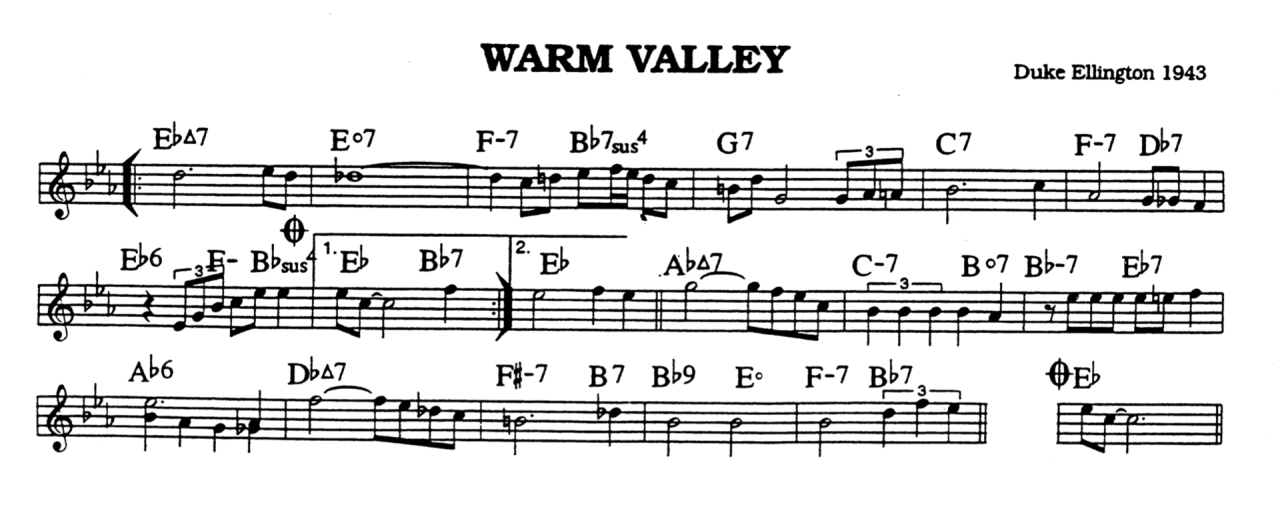 WARM VALLEY
Duke Ellington 1943
E♭Δ7 E°7 F-7 B♭7sus4 G7 C7 F-7 D♭7
3
E♭6 F- B♭sus4 1. E♭ B♭7 2. E♭ A♭Δ7 C-7 B°7 B♭-7 E♭7
3 3
A♭6 D♭Δ7 F#-7 B7 B♭9 E° F-7 B♭7 E♭
3